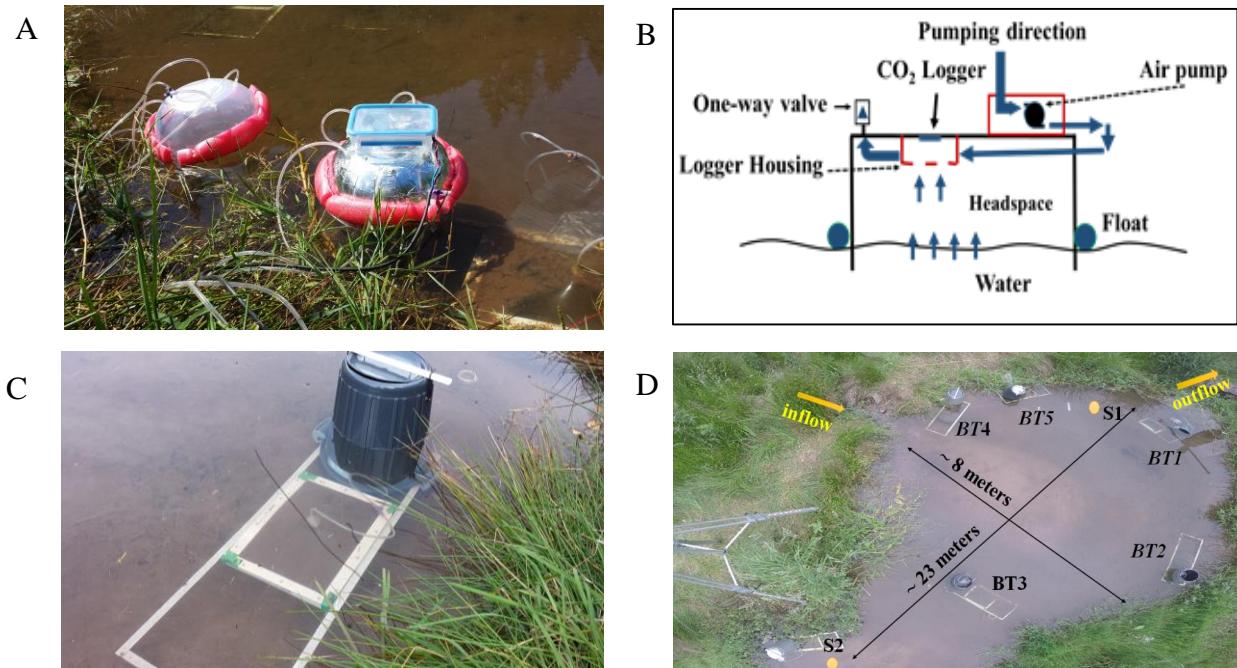 A
B
Pumping direction
CO₂ Logger
Air pump
One-way valve
Logger Housing
Headspace
Float
Water
C
D
inflow
outflow
S1
BT4
BT5
BT1
~ 8 meters
~ 23 meters
BT2
BT3
S2